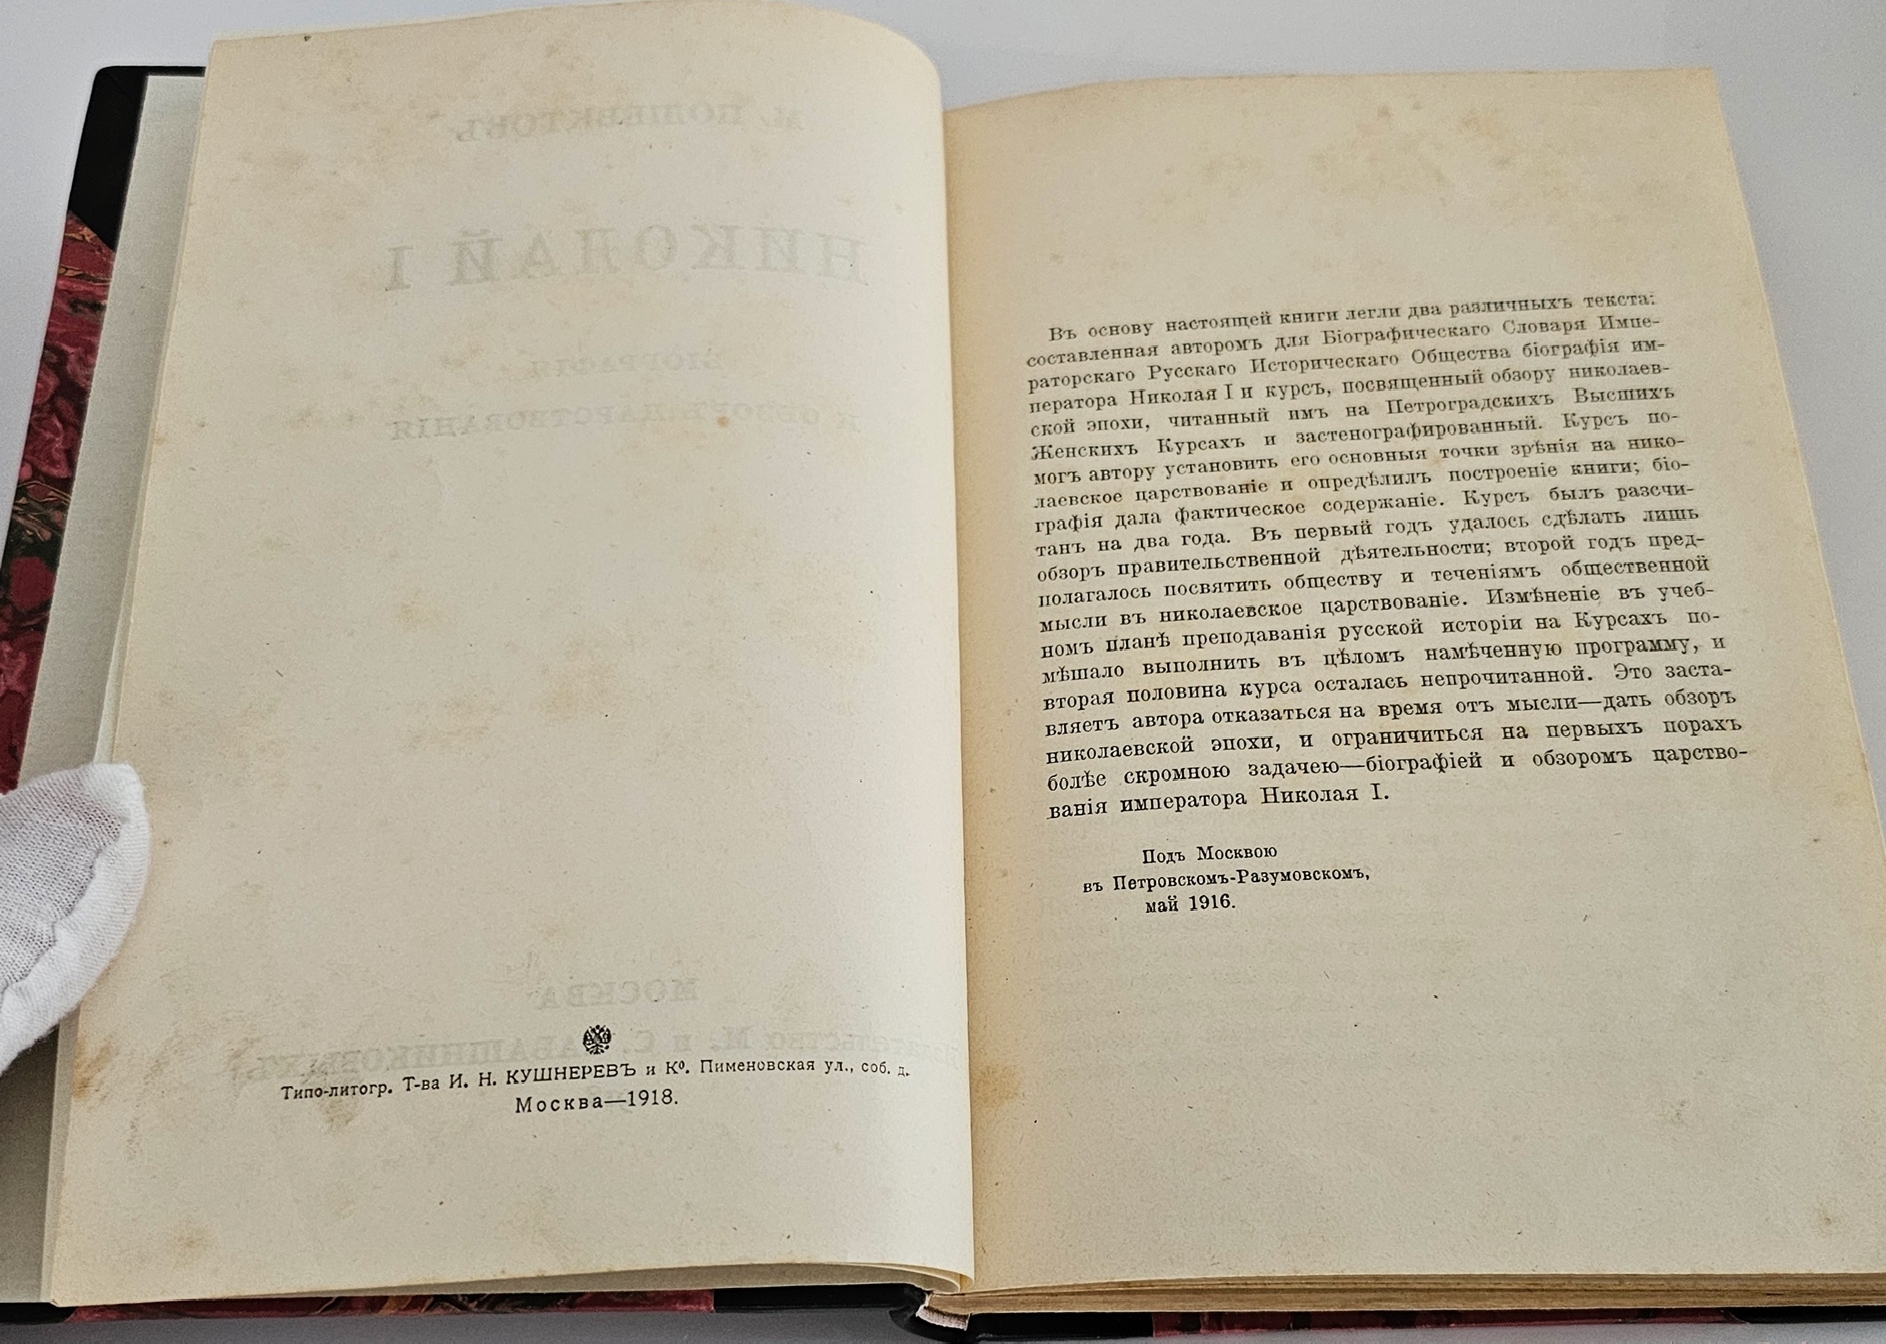 Типо-литогр. Т-ва И. Н. КУШНЕРЕВЪ и Ко. Пименовская ул., соб. д.
Москва—1918.
Въ основу настоящей книги легли два различныхъ текста:
составленная авторомъ для Біографическаго Словаря Импе-
раторскаго Русскаго Историческаго Общества біографія им-
ператора Николая I и курсъ, посвященный обзору николаев-
ской эпохи, читанный имъ на Петроградскихъ Высшихъ
Женскихъ Курсахъ и застенографированный. Курсъ по-
могъ автору установить его основныя точки зрѣнія на нико-
лаевское царствованіе и опредѣлилъ построеніе книги; біо-
графія дала фактическое содержаніе. Курсъ былъ разсчи-
танъ на два года. Въ первый годъ удалось сдѣлать лишь
обзоръ правительственной дѣятельности; второй годъ пред-
полагалось посвятить обществу и теченіямъ общественной
мысли въ николаевское царствованіе. Измѣненіе въ учеб-
номъ планѣ преподаванія русской исторіи на Курсахъ по-
мѣшало выполнить въ цѣломъ намѣченную программу, и
вторая половина курса осталась непрочитанной. Это заста-
вляетъ автора отказаться на время отъ мысли—дать обзоръ
николаевской эпохи, и ограничиться на первыхъ порахъ
болѣе скромною задачею—біографіей и обзоромъ царство-
ванія императора Николая I.
Подъ Москвою
въ Петровскомъ-Разумовскомъ,
май 1916.